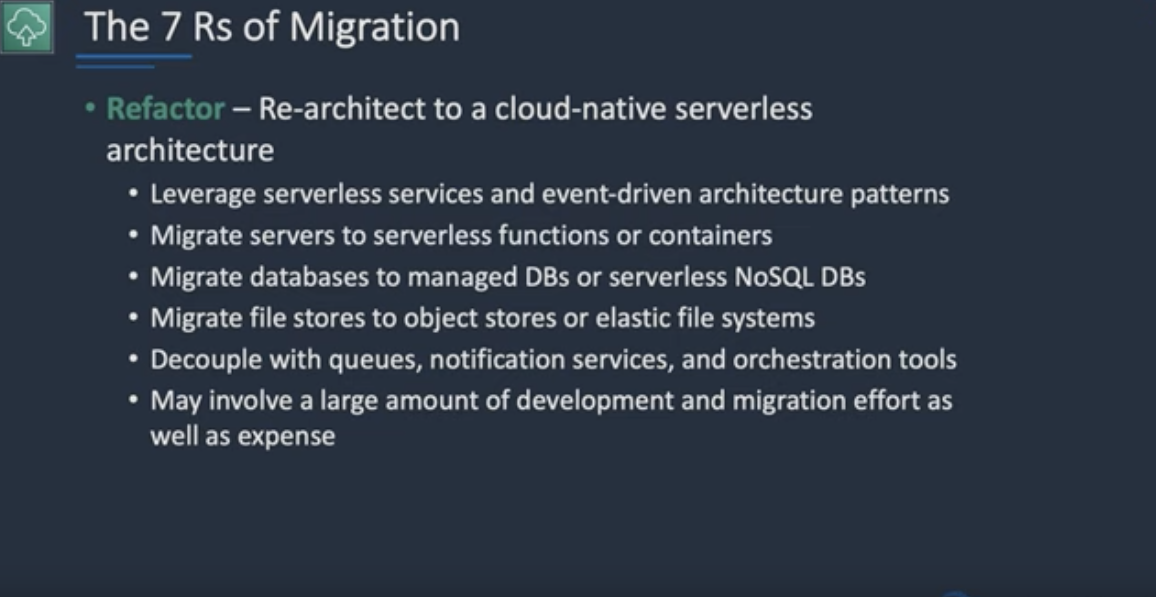 The 7 Rs of Migration
• Refactor – Re-architect to a cloud-native serverless
architecture
• Leverage serverless services and event-driven architecture patterns
• Migrate servers to serverless functions or containers
• Migrate databases to managed DBs or serverless NoSQL DBs
• Migrate file stores to object stores or elastic file systems
• Decouple with queues, notification services, and orchestration tools
• May involve a large amount of development and migration effort as
well as expense